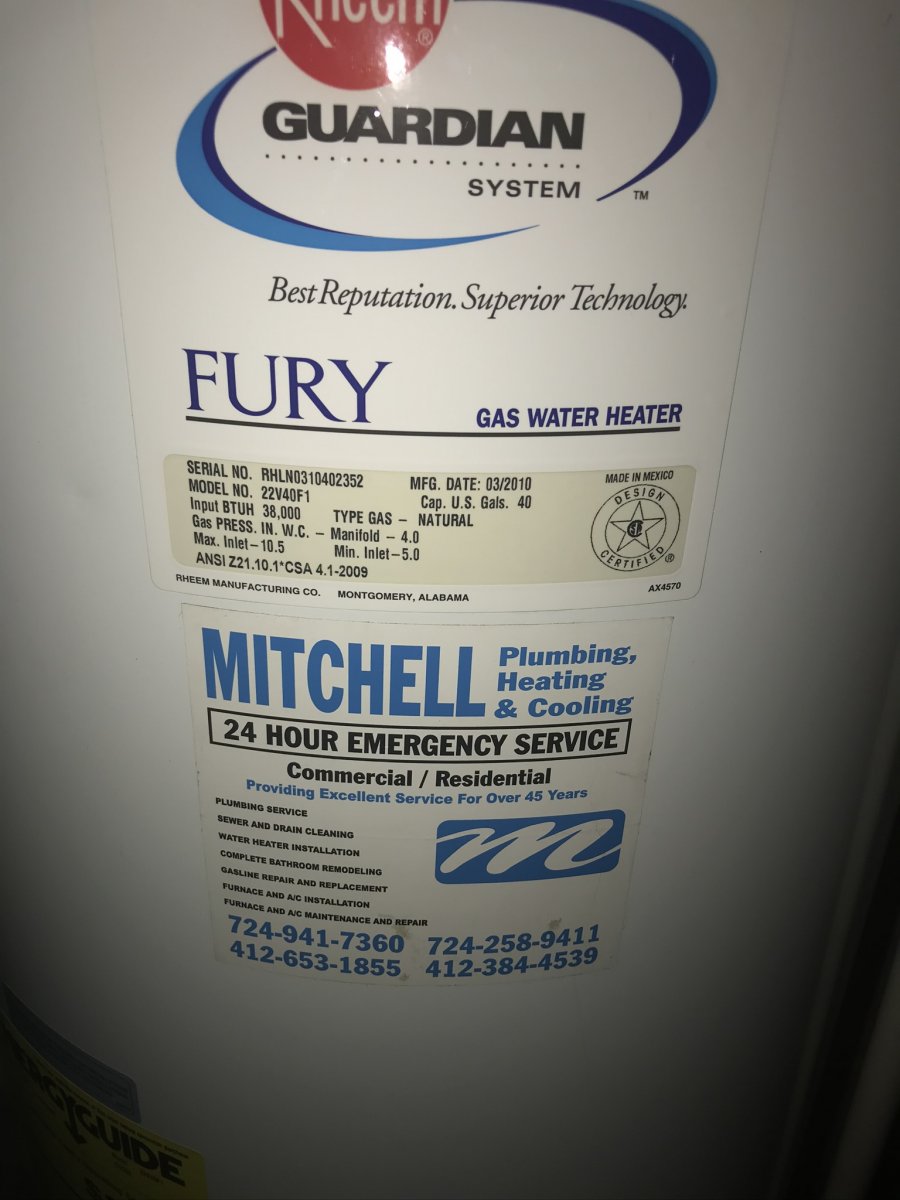 Rheem®
GUARDIAN
SYSTEM ™
Best Reputation. Superior Technology.
FURY
GAS WATER HEATER
SERIAL NO. RHLN0310402352 MFG. DATE: 03/2010
MODEL NO. 22V40F1 Cap. U.S. Gals. 40
Input BTUH 38,000 TYPE GAS – NATURAL
Gas PRESS. IN. W.C. – Manifold – 4.0
Max. Inlet–10.5 Min. Inlet–5.0
ANSI Z21.10.1*CSA 4.1-2009
MADE IN MEXICO
DESIGN
CERTIFIED ®
RHEEM MANUFACTURING CO. MONTGOMERY, ALABAMA AX4570
MITCHELL Plumbing,
Heating
& Cooling
24 HOUR EMERGENCY SERVICE
Commercial / Residential
Providing Excellent Service For Over 45 Years
PLUMBING SERVICE
SEWER AND DRAIN CLEANING
WATER HEATER INSTALLATION
COMPLETE BATHROOM REMODELING
GASLINE REPAIR AND REPLACEMENT
FURNACE AND A/C INSTALLATION
FURNACE AND A/C MAINTENANCE AND REPAIR
m
724-941-7360 724-258-9411
412-653-1855 412-384-4539
ERGYGUIDE